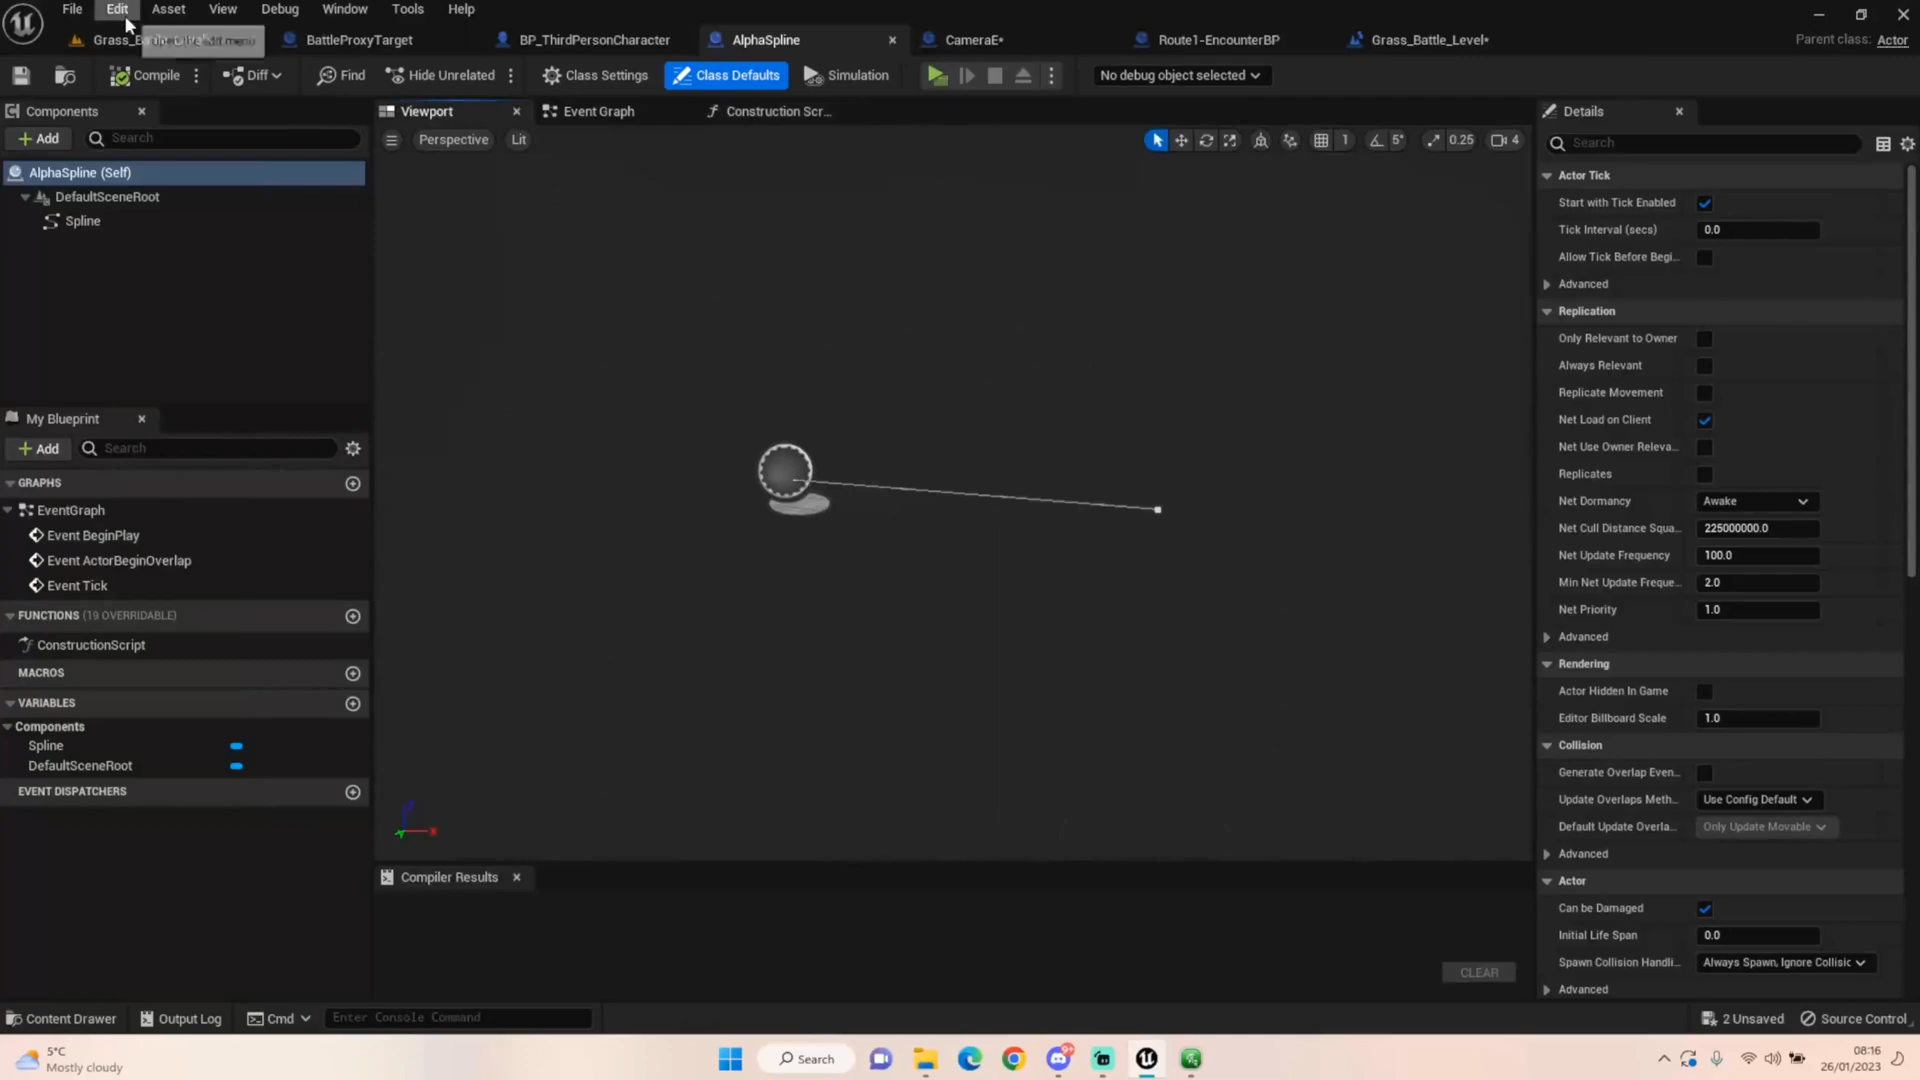 File Edit Asset View Debug Window Tools Help
Grass_B BattleProxyTarget BP_ThirdPersonCharacter AlphaSpline CameraE* Route1-EncounterBP Grass_Battle_Level* Parent class: Actor
Compile Diff Find Hide Unrelated Class Settings Class Defaults Simulation No debug object selected
Components Viewport Event Graph Construction Scr... Details
Add Search Perspective Lit 1 5° 0.25 4 Search
AlphaSpline (Self)
DefaultSceneRoot
Spline
My Blueprint
Add Search
GRAPHS
EventGraph
Event BeginPlay
Event ActorBeginOverlap
Event Tick
FUNCTIONS (19 OVERRIDABLE)
ConstructionScript
MACROS
VARIABLES
Components
Spline
DefaultSceneRoot
EVENT DISPATCHERS
X
Compiler Results
CLEAR
Actor Tick
Start with Tick Enabled
Tick Interval (secs) 0.0
Allow Tick Before Begi...
Advanced
Replication
Only Relevant to Owner
Always Relevant
Replicate Movement
Net Load on Client
Net Use Owner Releva...
Replicates
Net Dormancy Awake
Net Cull Distance Squa... 225000000.0
Net Update Frequency 100.0
Min Net Update Freque... 2.0
Net Priority 1.0
Advanced
Rendering
Actor Hidden In Game
Editor Billboard Scale 1.0
Collision
Generate Overlap Even...
Update Overlaps Meth... Use Config Default
Default Update Overla... Only Update Movable
Advanced
Actor
Can be Damaged
Initial Life Span 0.0
Spawn Collision Handli... Always Spawn, Ignore Collisic
Advanced
Content Drawer Output Log Cmd Enter Console Command 2 Unsaved Source Control
5°C
Mostly cloudy
Search
08:16
26/01/2023